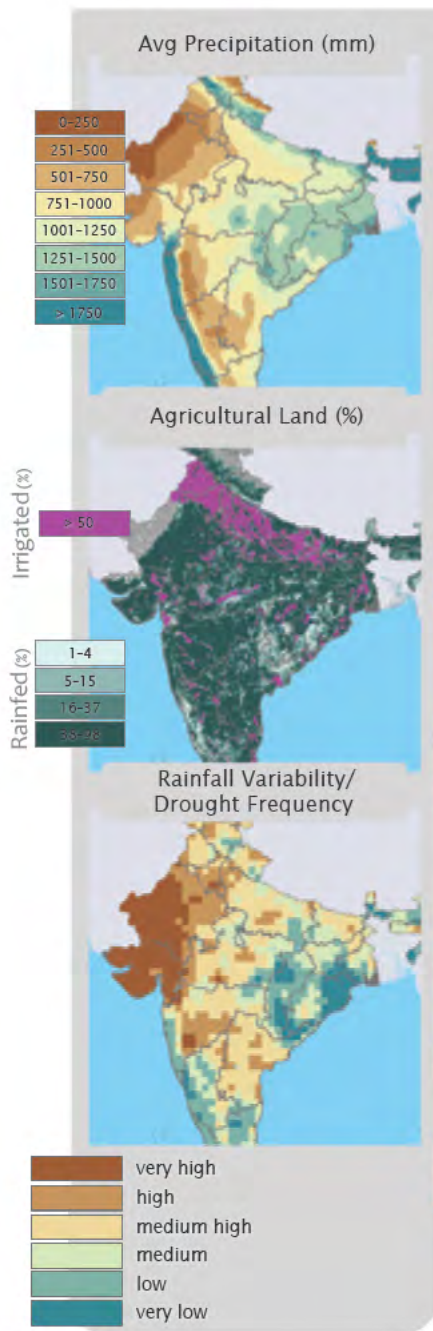 Avg Precipitation (mm)
0-250
251-500
501-750
751-1000
1001-1250
1251-1500
1501-1750
> 1750
Agricultural Land (%)
Irrigated (%)
> 50
Rainfed (%)
1-4
5-15
16-37
38-98
Rainfall Variability/
Drought Frequency
very high
high
medium high
medium
low
very low